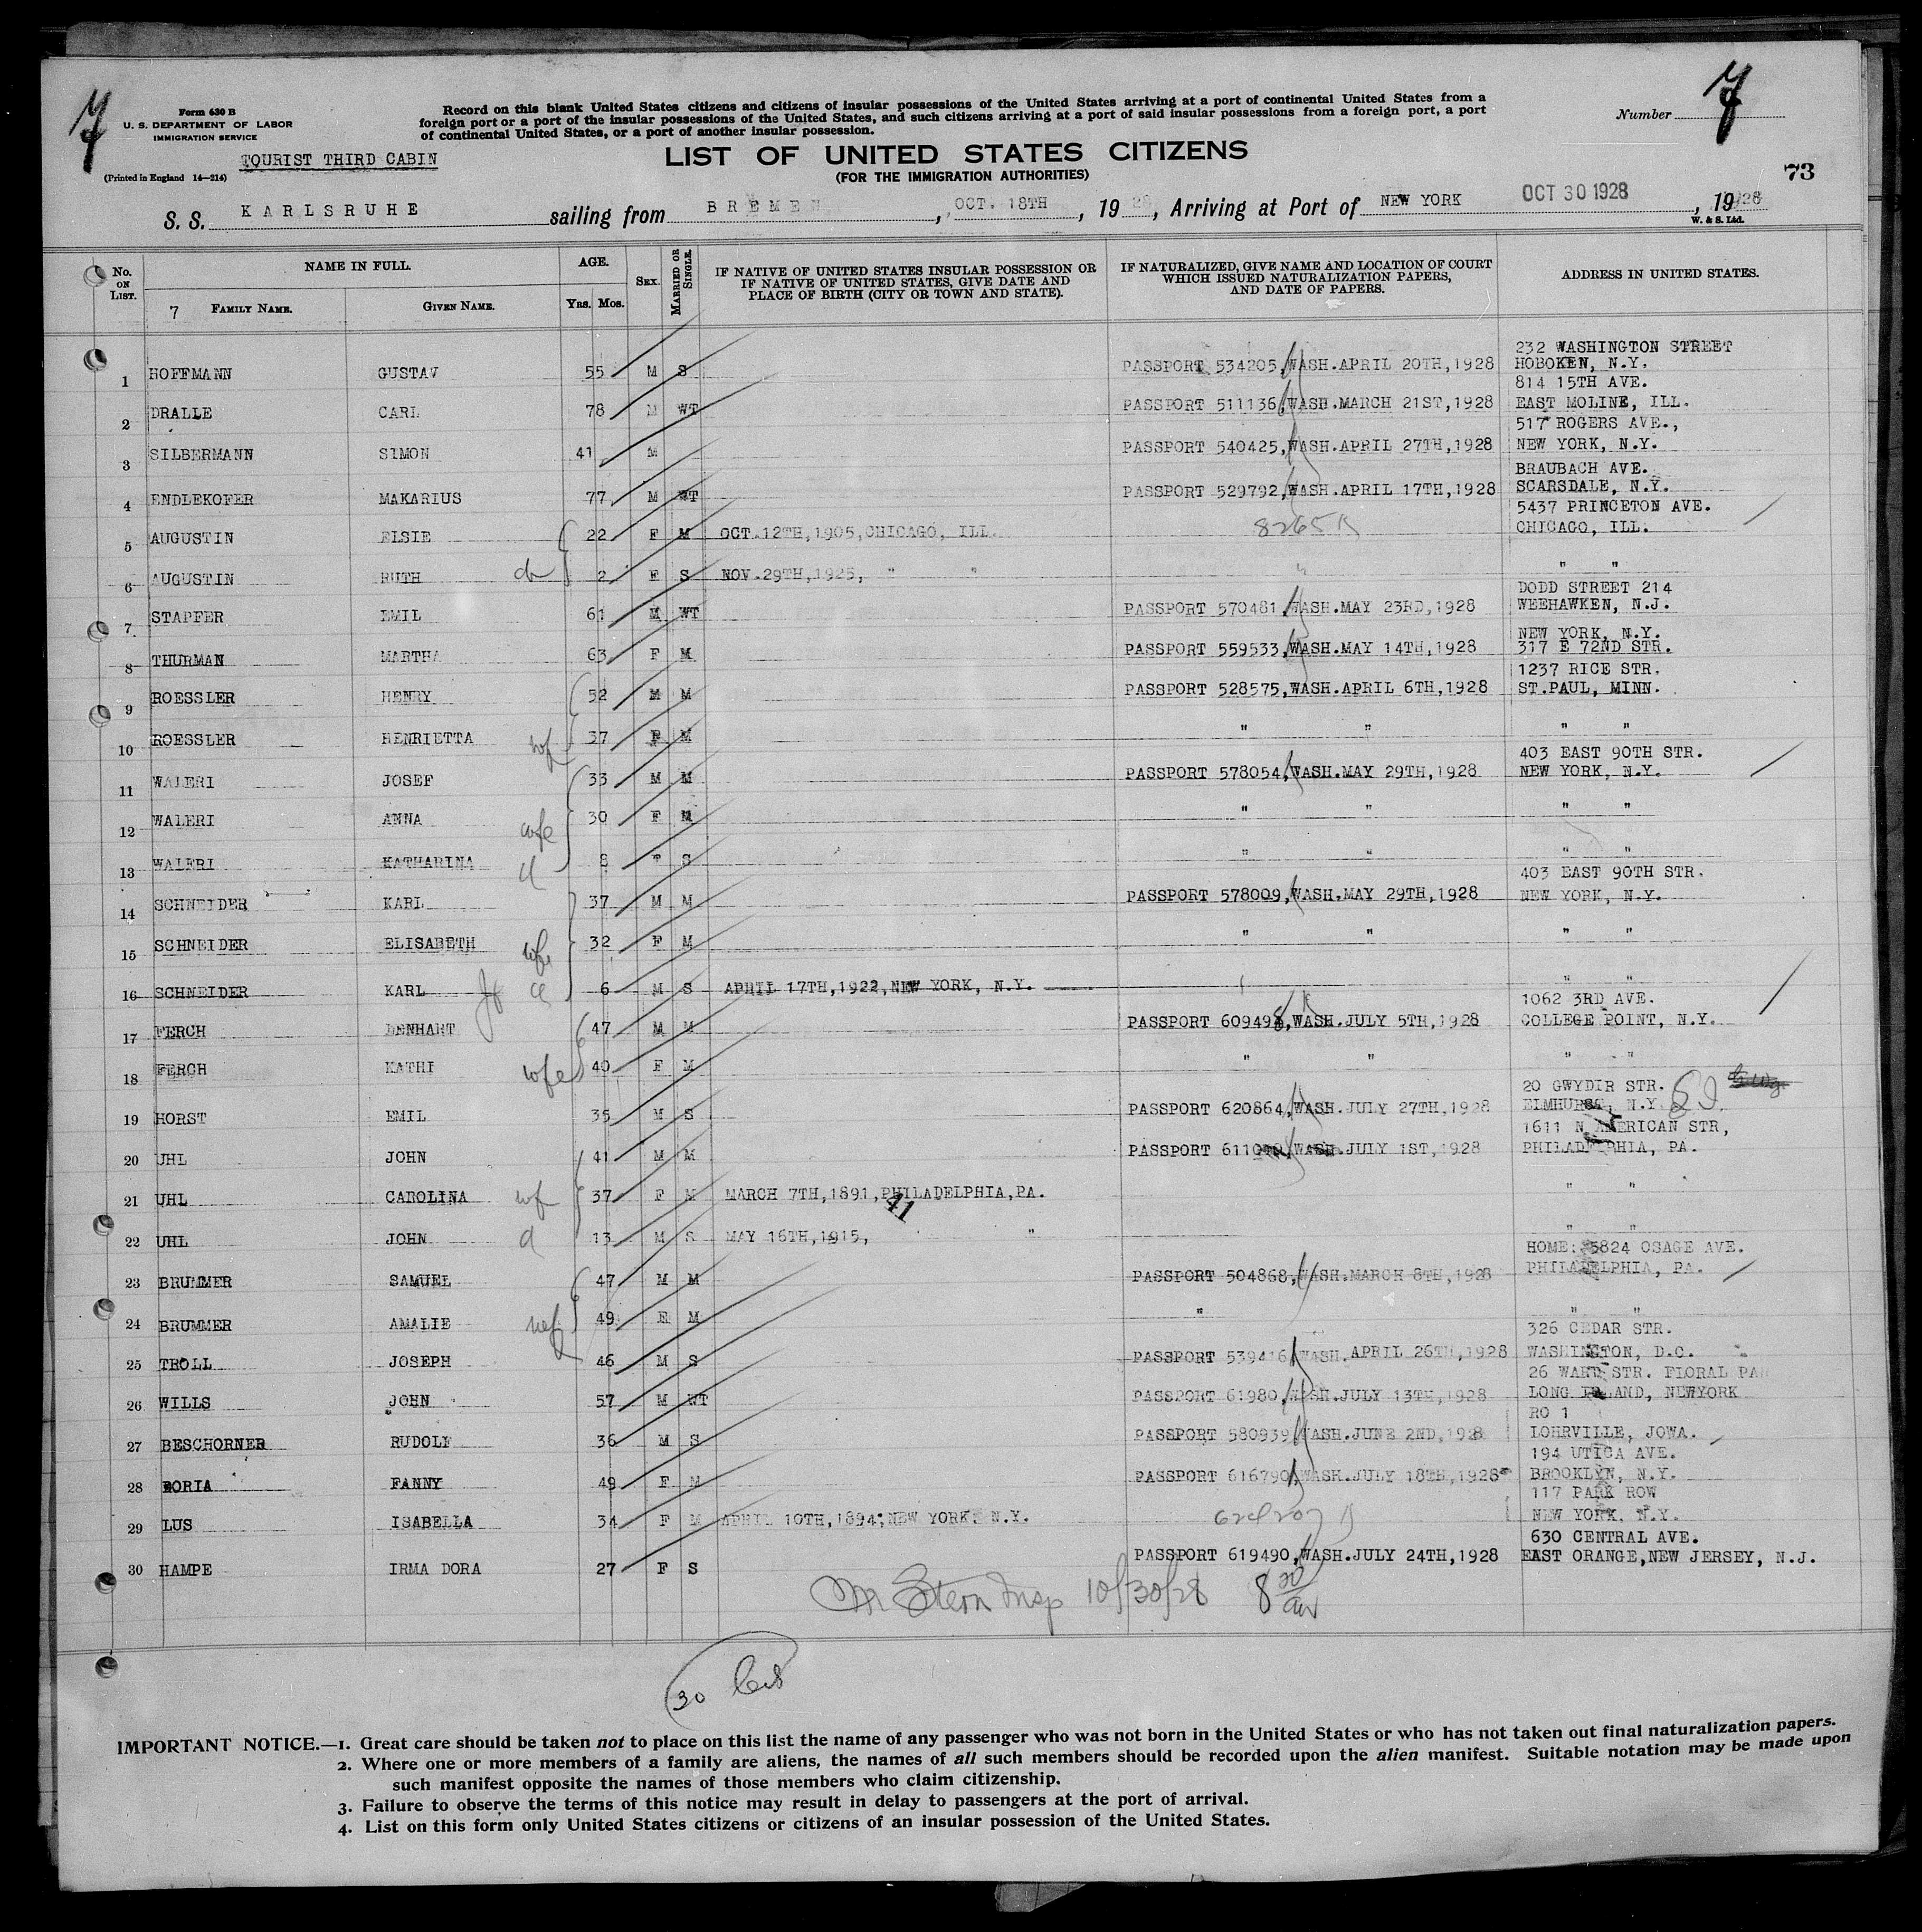 7
Form 630 B
U. S. DEPARTMENT OF LABOR
IMMIGRATION SERVICE
TOURIST THIRD CABIN
(Printed in England 14—214)
Record on this blank United States citizens and citizens of insular possessions of the United States arriving at a port of continental United States from a
foreign port or a port of the insular possessions of the United States, and such citizens arriving at a port of said insular possessions from a foreign port, a port
of continental United States, or a port of another insular possession.
LIST OF UNITED STATES CITIZENS
(FOR THE IMMIGRATION AUTHORITIES)
Number 7
73
S. S. KARLSRUHE sailing from BREMEN, OCT. 18TH, 19 28, Arriving at Port of NEW YORK OCT 30 1928, 19 1928
W. & S. Ltd.
No. ON LIST. NAME IN FULL. AGE. SEX. MARRIED OR SINGLE. IF NATIVE OF UNITED STATES INSULAR POSSESSION OR IF NATIVE OF UNITED STATES, GIVE DATE AND PLACE OF BIRTH (CITY OR TOWN AND STATE). IF NATURALIZED, GIVE NAME AND LOCATION OF COURT WHICH ISSUED NATURALIZATION PAPERS, AND DATE OF PAPERS. ADDRESS IN UNITED STATES.
7 FAMILY NAME. GIVEN NAME. YRS. MOS.
232 WASHINGTON STREET
1 HOFFMANN GUSTAV 55 M S PASSPORT 534205, WASH. APRIL 20TH, 1928 HOBOKEN, N.Y.
814 15TH AVE.
2 DRALLE CARL 78 M WT PASSPORT 511136, WASH. MARCH 21ST, 1928 EAST MOLINE, ILL.
517 ROGERS AVE.,
3 SILBERMANN SIMON 41 M PASSPORT 540425, WASH. APRIL 27TH, 1928 NEW YORK, N.Y.
BRAUBACH AVE.
4 ENDLEKOFER MAKARIUS 77 M WT PASSPORT 529792, WASH. APRIL 17TH, 1928 SCARSDALE, N.Y.
5437 PRINCETON AVE.
5 AUGUSTIN ELSIE 22 F M OCT. 12TH, 1905, CHICAGO, ILL. 8265 CHICAGO, ILL.
6 AUGUSTIN RUTH 2 F S NOV. 29TH, 1925, " " " " "
DODD STREET 214
7 STAPFER EMIL 61 M WT PASSPORT 570481, WASH. MAY 23RD, 1928 WEEHAWKEN, N.J.
NEW YORK, N.Y.
8 THURMAN MARTHA 63 F M PASSPORT 559533, WASH. MAY 14TH, 1928 317 E 72ND STR.
1237 RICE STR.
9 ROESSLER HENRY 52 M M PASSPORT 528575, WASH. APRIL 6TH, 1928 ST. PAUL, MINN.
10 ROESSLER HENRIETTA wf 37 F M " " " "
403 EAST 90TH STR.
11 WALERI JOSEF 33 M M PASSPORT 578054, WASH. MAY 29TH, 1928 NEW YORK, N.Y.
12 WALERI ANNA wfe 30 F M " " " "
13 WALERI KATHARINA 8 F S " " " "
403 EAST 90TH STR.
14 SCHNEIDER KARL 37 M M PASSPORT 578009, WASH. MAY 29TH, 1928 NEW YORK, N.Y.
15 SCHNEIDER ELISABETH wfe 32 F M " " " "
16 SCHNEIDER KARL 6 M S APRIL 17TH, 1922, NEW YORK, N.Y. " "
1062 3RD AVE.
17 FERCH DENHART 47 M M PASSPORT 609498, WASH. JULY 5TH, 1928 COLLEGE POINT, N.Y.
18 FERCH KATHI wfe 40 F M " " " "
20 GWYDIR STR.
19 HORST EMIL 35 M S PASSPORT 620864, WASH. JULY 27TH, 1928 ELMHURST, N.Y.
1611 N AMERICAN STR,
20 UHL JOHN 41 M M PASSPORT WASH. JULY 1ST, 1928 PHILADELPHIA, PA.
21 UHL CAROLINA wf 37 F M MARCH 7TH, 1891, PHILADELPHIA, PA. " "
41
22 UHL JOHN 13 M S MAY 16TH, 1915, " " "
HOME: 5824 OSAGE AVE.
23 BRUMMER SAMUEL 47 M M PASSPORT 504868, WASH. MARCH 8TH, 1928 PHILADELPHIA, PA.
24 BRUMMER AMALIE 49 F M " " "
326 CEDAR STR.
25 TROLL JOSEPH 46 M S PASSPORT 539416, WASH. APRIL 26TH, 1928 WASHINGTON, D.C.
26 WARD STR. FLORAL
26 WILLS JOHN 57 M WT PASSPORT 61980, WASH. JULY 13TH, 1928 LONG ISLAND, NEWYORK
RO 1
27 BESCHORNER RUDOLF 36 M S PASSPORT 580939, WASH. JUNE 2ND, 1928 LOHRVILLE, JOWA.
194 UTICA AVE.
28 BORIA FANNY 49 F M PASSPORT 616790, WASH. JULY 18TH, 1928 BROOKLYN, N.Y.
117 PARK ROW
29 LUS ISABELLA 34 F M APRIL 10TH, 1894, NEW YORK, N.Y. 624207 NEW YORK, N.Y.
630 CENTRAL AVE.
30 HAMPE IRMA DORA 27 F S PASSPORT 619490, WASH. JULY 24TH, 1928 EAST ORANGE, NEW JERSEY, N.J.
M Stern Insp 10/30/28 8 30 am
30
IMPORTANT NOTICE.—1. Great care should be taken not to place on this list the name of any passenger who was not born in the United States or who has not taken out final naturalization papers.
2. Where one or more members of a family are aliens, the names of all such members should be recorded upon the alien manifest. Suitable notation may be made upon
such manifest opposite the names of those members who claim citizenship.
3. Failure to observe the terms of this notice may result in delay to passengers at the port of arrival.
4. List on this form only United States citizens or citizens of an insular possession of the United States.